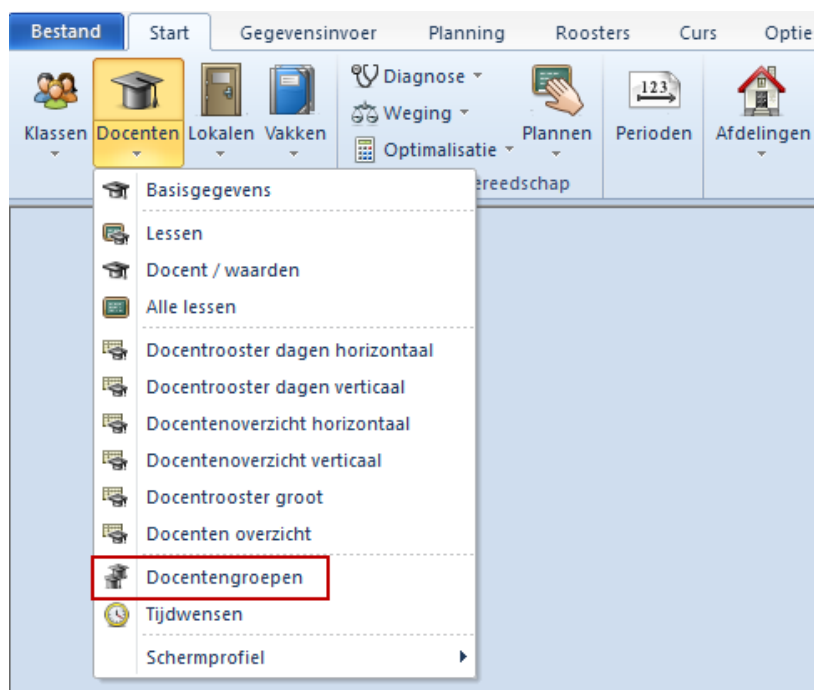 Bestand Start Gegevensinvoer Planning Roosters Curs Optie
Diagnose
Weging
Optimalisatie
Klassen Docenten Lokalen Vakken Plannen Perioden Afdelingen
123
ereedschap
Basisgegevens
Lessen
Docent / waarden
Alle lessen
Docentrooster dagen horizontaal
Docentrooster dagen verticaal
Docentenoverzicht horizontaal
Docentenoverzicht verticaal
Docentrooster groot
Docenten overzicht
Docentengroepen
Tijdwensen
Schermprofiel